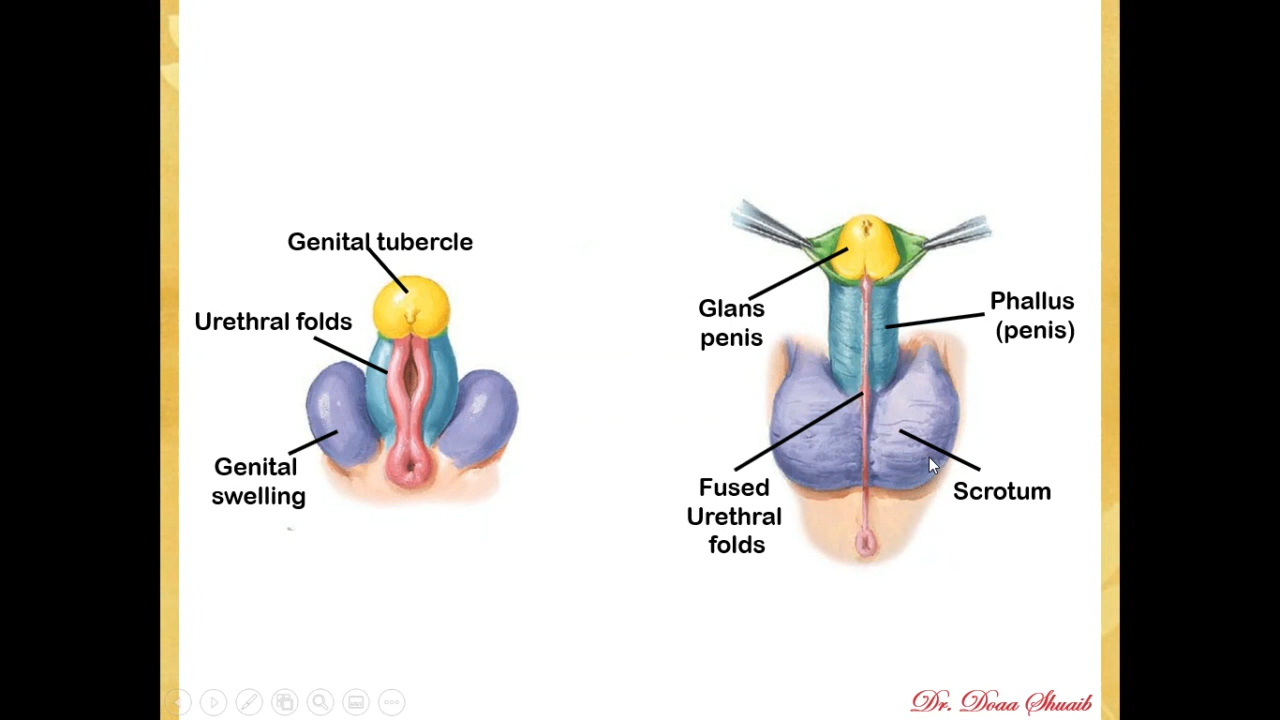 Genital tubercle
Urethral folds
Genital
swelling
Glans
penis
Phallus
(penis)
Fused
Urethral
folds
Scrotum
Dr. Doaa Shuaib